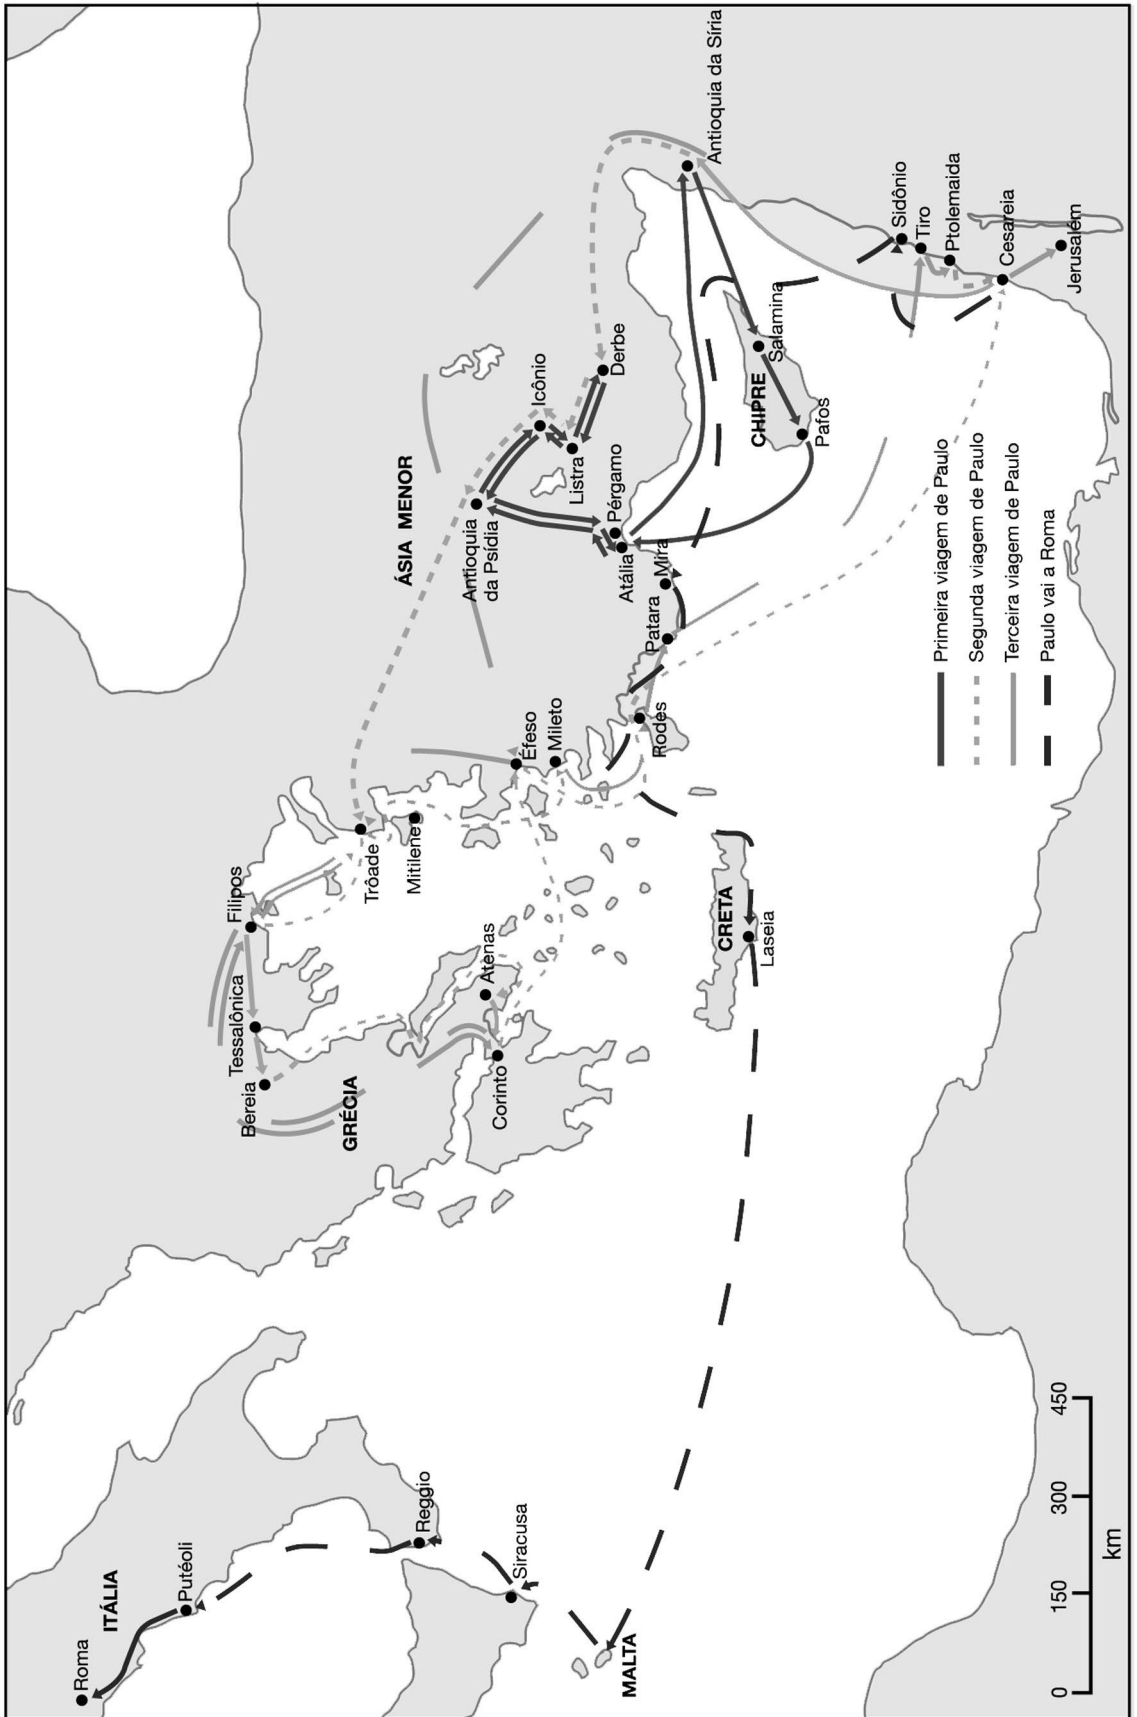 Roma
ITÁLIA
Putéoli
Reggio
Siracusa
MALTA
Bereia
GRÉCIA
Tessalônica
Filipos
Corinto
Atenas
CRETA
Laseia
Trôade
Mitilene
Éfeso
Mileto
Rodes
Patara
Mira
ÁSIA MENOR
Antioquia
da Psídia
Atália
Pérgamo
Listra
Icônio
Derbe
CHIPRE
Pafos
Salamina
Antioquia da Síria
Sidônio
Tiro
Ptolemaida
Cesareia
Jerusalém
Primeira viagem de Paulo
Segunda viagem de Paulo
Terceira viagem de Paulo
Paulo vai a Roma
0 150 300 450
km